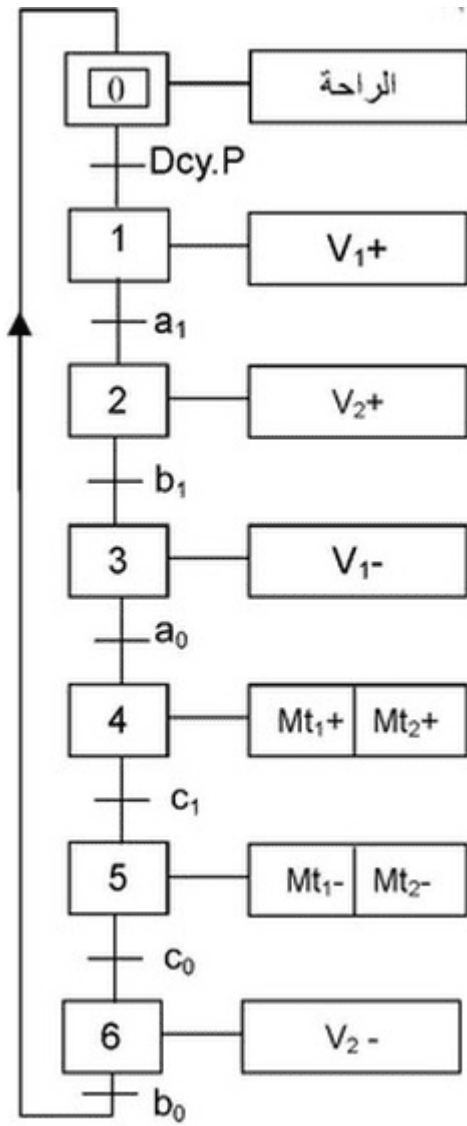 0 الراحة
Dcy.P
1 V₁+
a₁
2 V₂+
b₁
3 V₁-
a₀
4 Mt₁+ Mt₂+
c₁
5 Mt₁- Mt₂-
c₀
6 V₂ -
b₀